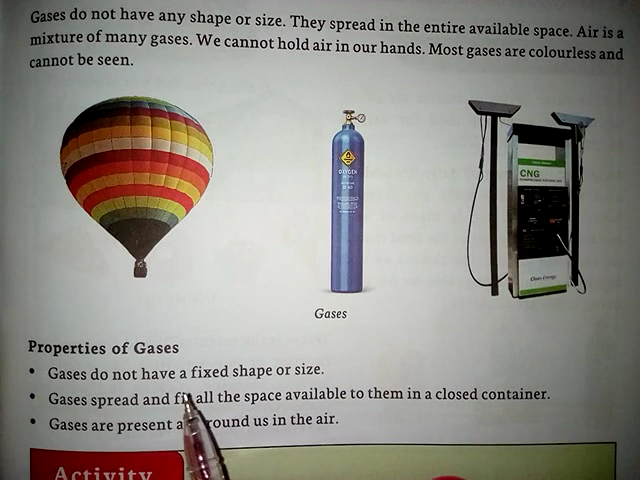 Gases do not have any shape or size. They spread in the entire available space. Air is a
mixture of many gases. We cannot hold air in our hands. Most gases are colourless and
cannot be seen.
OXYGEN
CNG
Clean Energy
Gases
Properties of Gases
• Gases do not have a fixed shape or size.
• Gases spread and fill all the space available to them in a closed container.
• Gases are present a round us in the air.
Activity